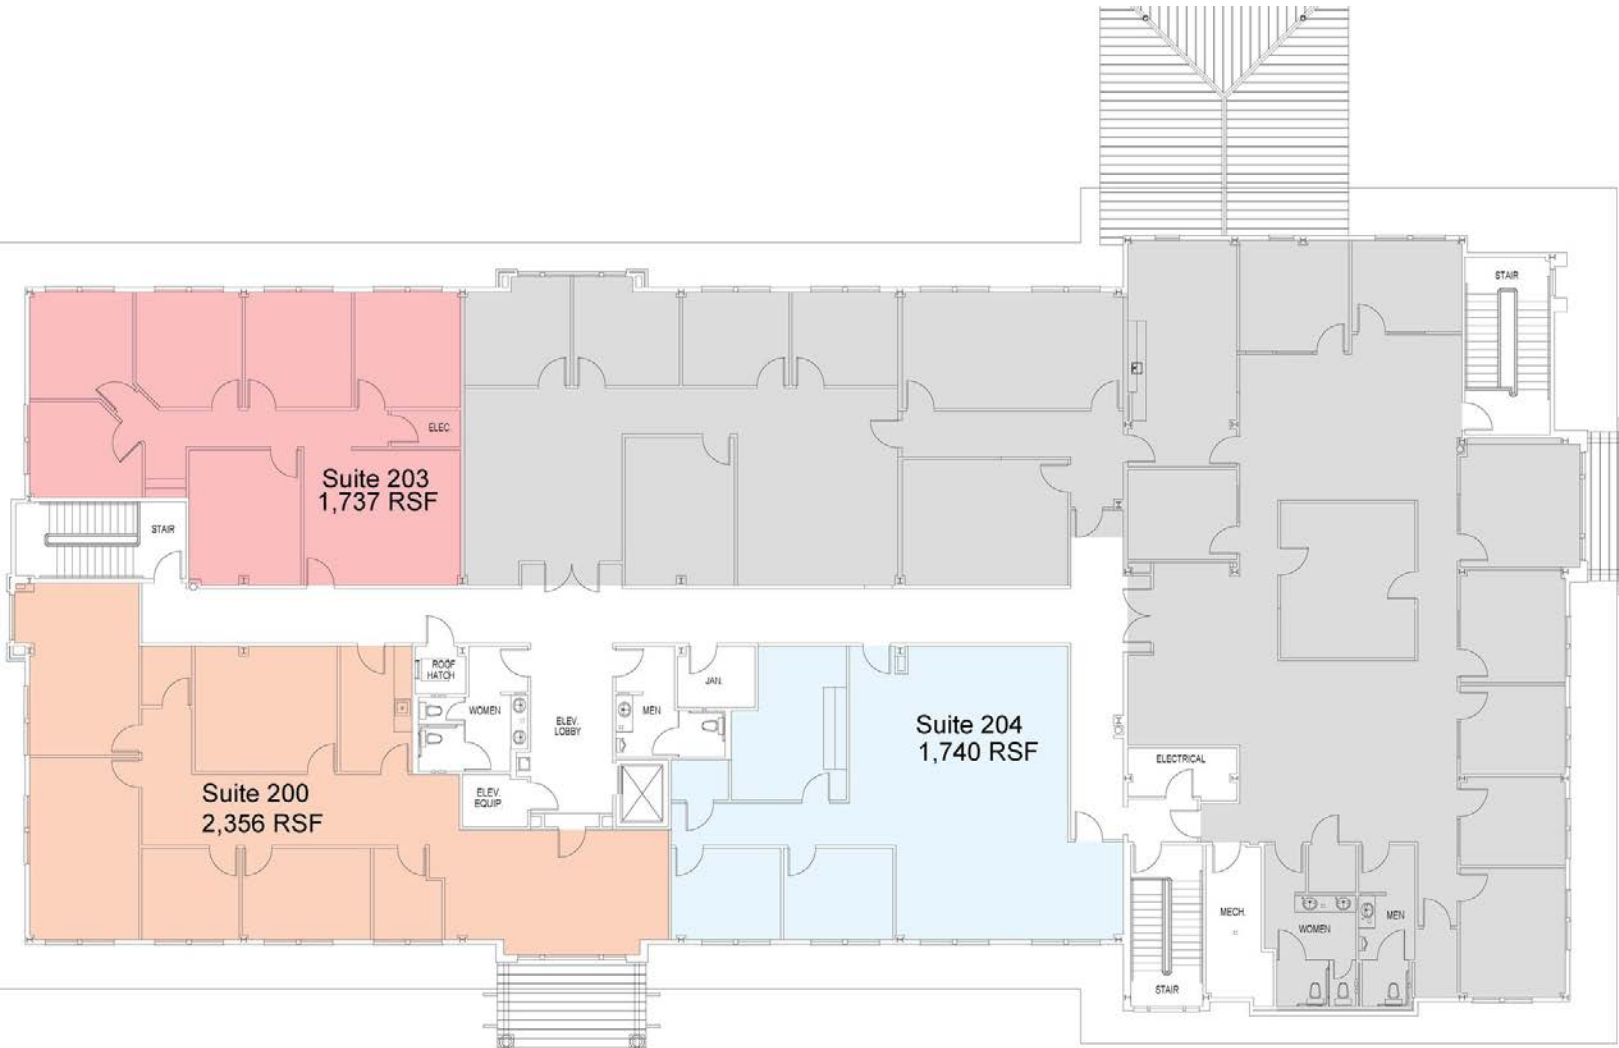 STAIR
ELEC.
Suite 203
1,737 RSF
STAIR
ROOF
HATCH
WOMEN
ELEV.
LOBBY
MEN
JAN.
Suite 204
1,740 RSF
ELECTRICAL
Suite 200
2,356 RSF
ELEV.
EQUIP
MECH.
WOMEN
MEN
STAIR